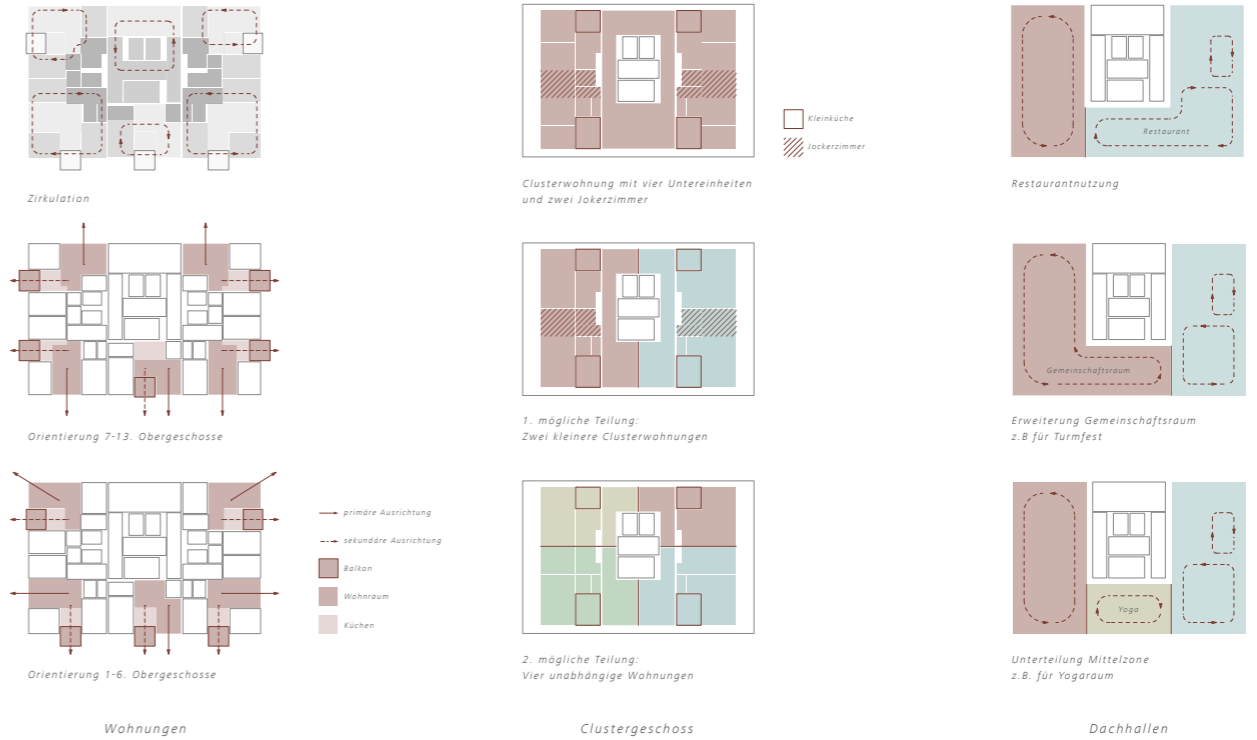 Zirkulation
Orientierung 7-13. Obergeschosse
primäre Ausrichtung
sekundäre Ausrichtung
Balkon
Wohnraum
Küchen
Orientierung 1-6. Obergeschosse
Wohnungen
Kleinküche
Jockerzimmer
Clusterwohnung mit vier Untereinheiten
und zwei Jokerzimmer
1. mögliche Teilung:
Zwei kleinere Clusterwohnungen
2. mögliche Teilung:
Vier unabhängige Wohnungen
Clustergeschoss
Restaurant
Restaurantnutzung
Gemeinschaftsraum
Erweiterung Gemeinschaftsraum
z.B für Turmfest
Yoga
Unterteilung Mittelzone
z.B. für Yogaraum
Dachhallen